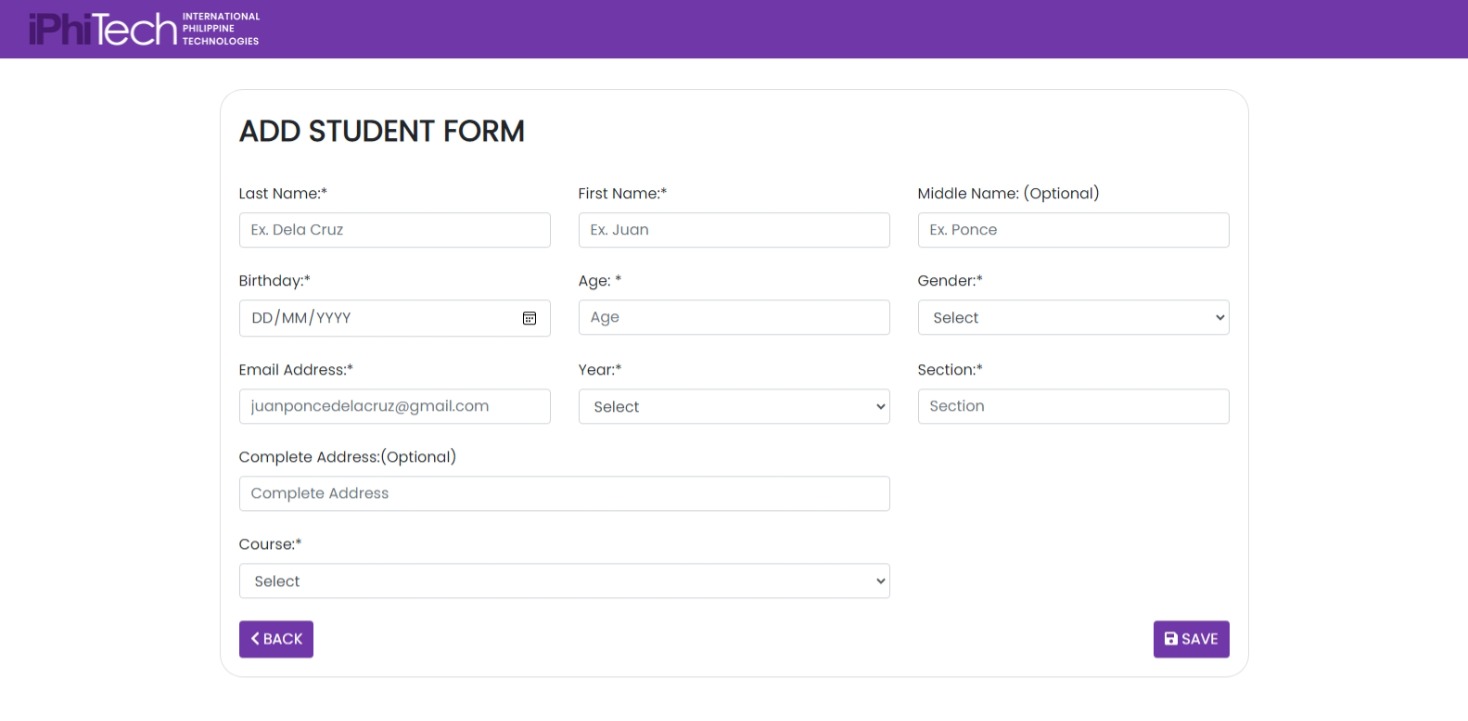 iPhiTech INTERNATIONAL
PHILIPPINE
TECHNOLOGIES
ADD STUDENT FORM
Last Name:* First Name:* Middle Name: (Optional)
Ex. Dela Cruz Ex. Juan Ex. Ponce
Birthday:* Age: * Gender:*
DD/MM/YYYY Age Select
Email Address:* Year:* Section:*
juanponcedelacruz@gmail.com Select Section
Complete Address:(Optional)
Complete Address
Course:*
Select
BACK SAVE